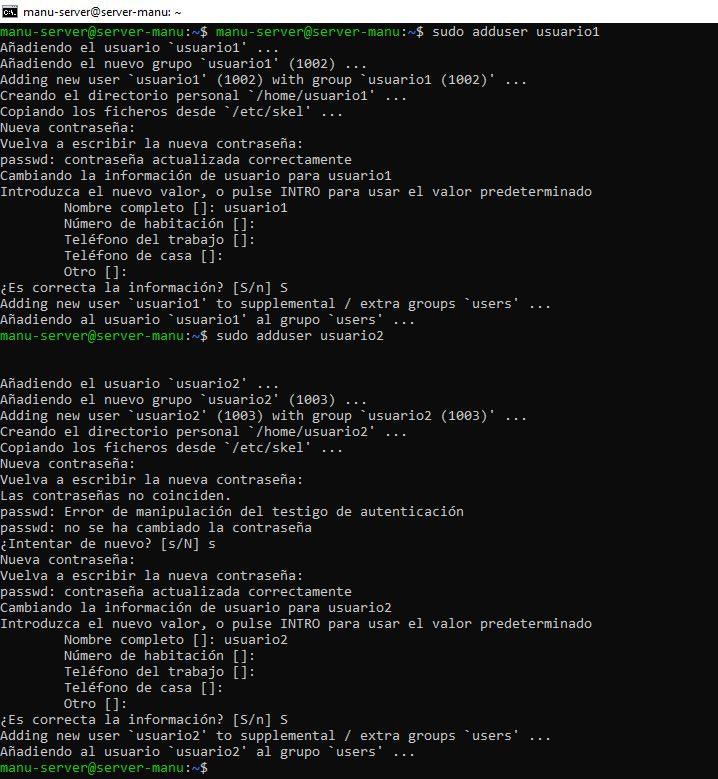 manu-server@server-manu: ~
manu-server@server-manu:~$ manu-server@server-manu:~$ sudo adduser usuario1
Añadiendo el usuario `usuario1' ...
Añadiendo el nuevo grupo `usuario1' (1002) ...
Adding new user `usuario1' (1002) with group `usuario1 (1002)' ...
Creando el directorio personal `/home/usuario1' ...
Copiando los ficheros desde `/etc/skel' ...
Nueva contraseña:
Vuelva a escribir la nueva contraseña:
passwd: contraseña actualizada correctamente
Cambiando la información de usuario para usuario1
Introduzca el nuevo valor, o pulse INTRO para usar el valor predeterminado
Nombre completo []: usuario1
Número de habitación []:
Teléfono del trabajo []:
Teléfono de casa []:
Otro []:
¿Es correcta la información? [S/n] S
Adding new user `usuario1' to supplemental / extra groups `users' ...
Añadiendo al usuario `usuario1' al grupo `users' ...
manu-server@server-manu:~$ sudo adduser usuario2
Añadiendo el usuario `usuario2' ...
Añadiendo el nuevo grupo `usuario2' (1003) ...
Adding new user `usuario2' (1003) with group `usuario2 (1003)' ...
Creando el directorio personal `/home/usuario2' ...
Copiando los ficheros desde `/etc/skel' ...
Nueva contraseña:
Vuelva a escribir la nueva contraseña:
Las contraseñas no coinciden.
passwd: Error de manipulación del testigo de autenticación
passwd: no se ha cambiado la contraseña
¿Intentar de nuevo? [s/N] s
Nueva contraseña:
Vuelva a escribir la nueva contraseña:
passwd: contraseña actualizada correctamente
Cambiando la información de usuario para usuario2
Introduzca el nuevo valor, o pulse INTRO para usar el valor predeterminado
Nombre completo []: usuario2
Número de habitación []:
Teléfono del trabajo []:
Teléfono de casa []:
Otro []:
¿Es correcta la información? [S/n] S
Adding new user `usuario2' to supplemental / extra groups `users' ...
Añadiendo al usuario `usuario2' al grupo `users' ...
manu-server@server-manu:~$